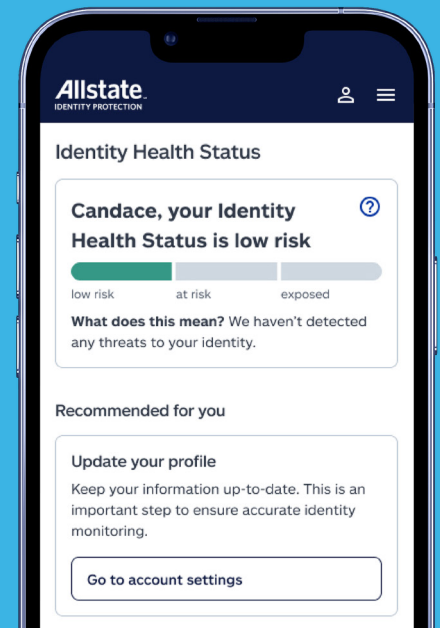 Allstate™
IDENTITY PROTECTION
Identity Health Status
Candace, your Identity
Health Status is low risk
?
low risk at risk exposed
What does this mean? We haven't detected
any threats to your identity.
Recommended for you
Update your profile
Keep your information up-to-date. This is an
important step to ensure accurate identity
monitoring.
Go to account settings